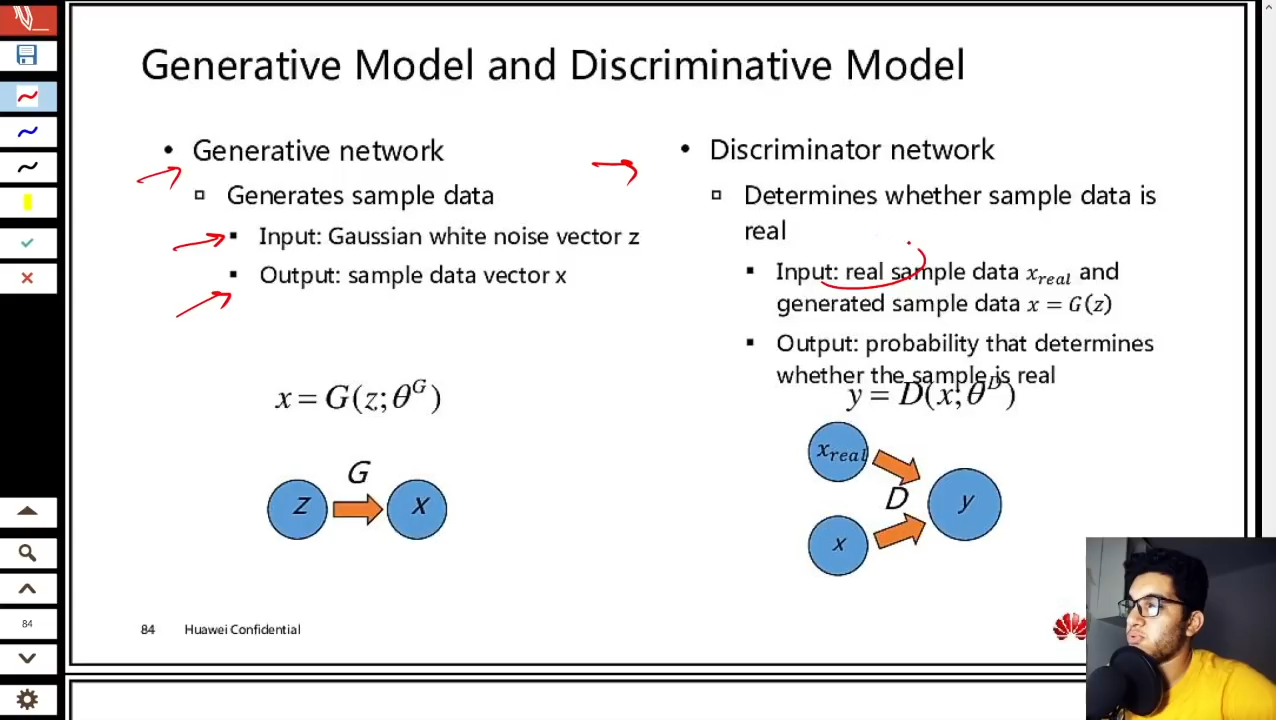 Generative Model and Discriminative Model
• Generative network
▫ Generates sample data
▪ Input: Gaussian white noise vector z
▪ Output: sample data vector x
x = G(z; θ^G)
G
z
x
• Discriminator network
▫ Determines whether sample data is
real
▪ Input: real sample data x_real and
generated sample data x = G(z)
▪ Output: probability that determines
whether the sample is real
y = D(x; θ^D)
x_real
D
y
x
84 Huawei Confidential
84